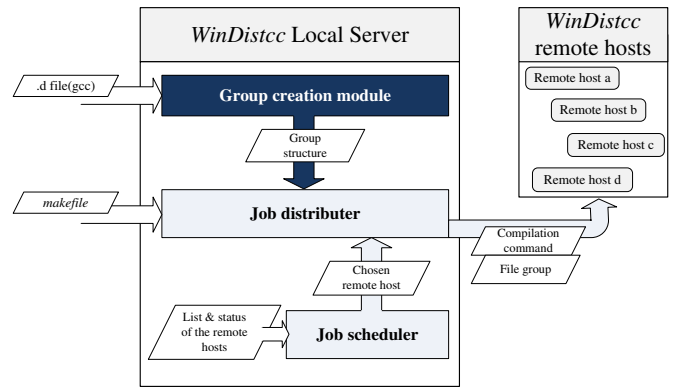 WinDistcc Local Server
WinDistcc
remote hosts
.d file(gcc)
Group creation module
Remote host a
Remote host b
Remote host c
Remote host d
Group
structure
makefile
Job distributer
Compilation
command
File group
Chosen
remote host
List & status
of the remote
hosts
Job scheduler